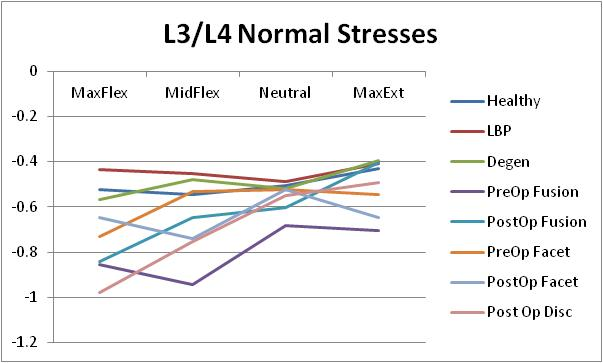 L3/L4 Normal Stresses
0
MaxFlex MidFlex Neutral MaxExt
-0.2
-0.4
-0.6
-0.8
-1
-1.2
Healthy
LBP
Degen
PreOp Fusion
PostOp Fusion
PreOp Facet
PostOp Facet
Post Op Disc